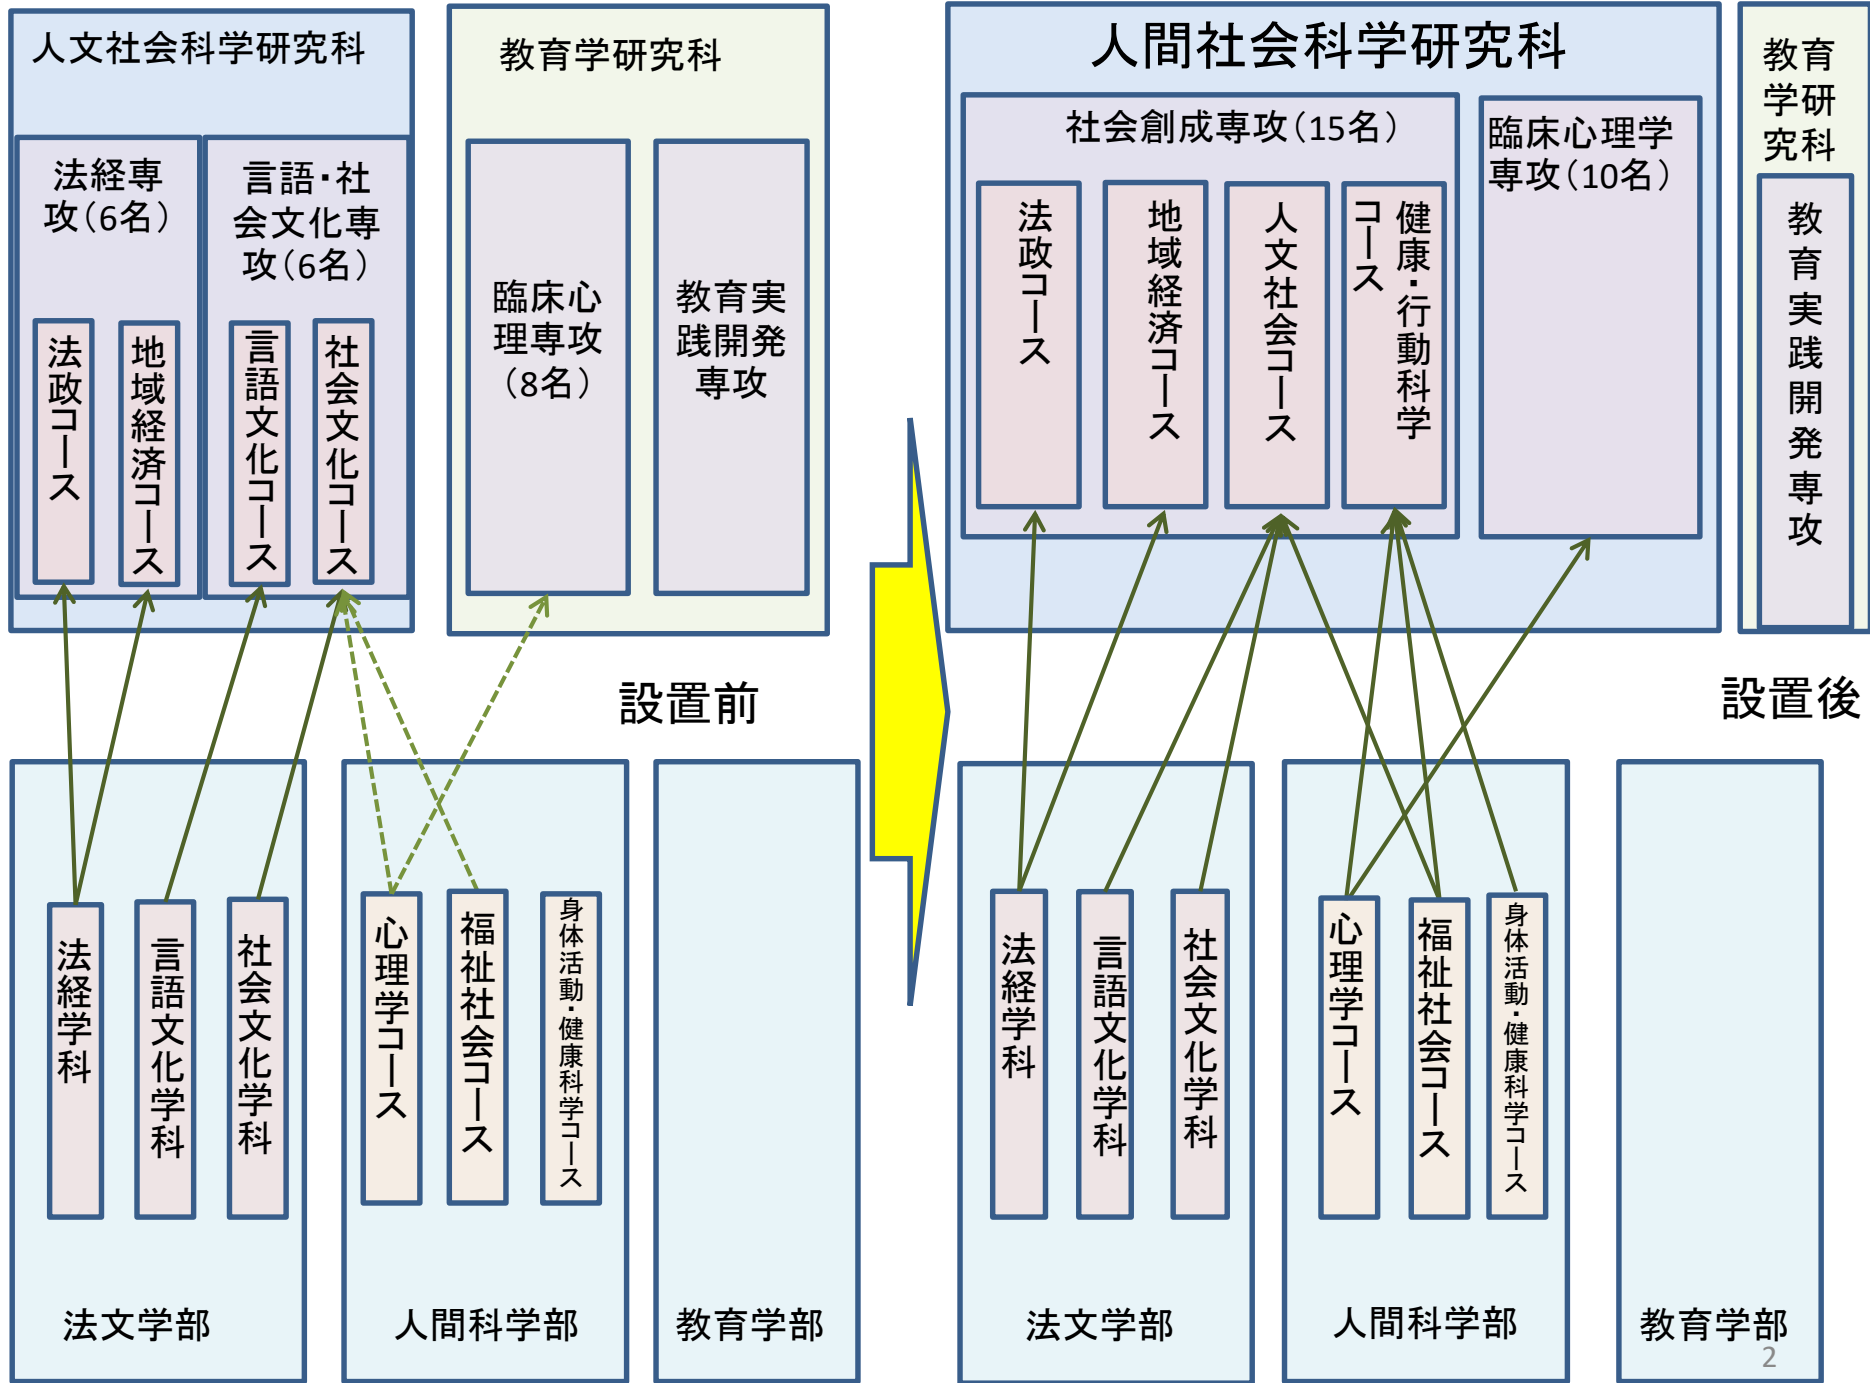 人文社会科学研究科
法経専
攻（6名）
法政コース
地域経済コース
言語・社
会文化専
攻（6名）
言語文化コース
社会文化コース
教育学研究科
臨床心
理専攻
（8名）
教育実
践開発
専攻
設置前
法経学科
言語文化学科
社会文化学科
法文学部
心理学コース
福祉社会コース
身体活動・健康科学コース
人間科学部
教育学部
人間社会科学研究科
社会創成専攻（15名）
法政コース
地域経済コース
人文社会コース
健康・行動科学
コース
臨床心理学
専攻（10名）
教育
学研
究科
教育実践開発専攻
設置後
法経学科
言語文化学科
社会文化学科
法文学部
心理学コース
福祉社会コース
身体活動・健康科学コース
人間科学部
教育学部
2